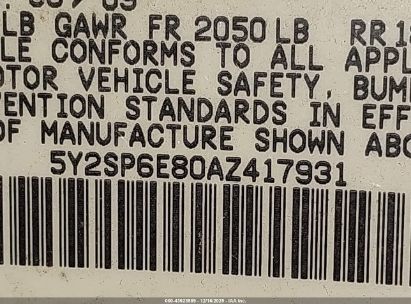 LB GAWR FR 2050 LB RR
LE CONFORMS TO ALL APPL
OTOR VEHICLE SAFETY, BUM
ENTION STANDARDS IN EFF
OF MANUFACTURE SHOWN ABO
5Y2SP6E80AZ417931